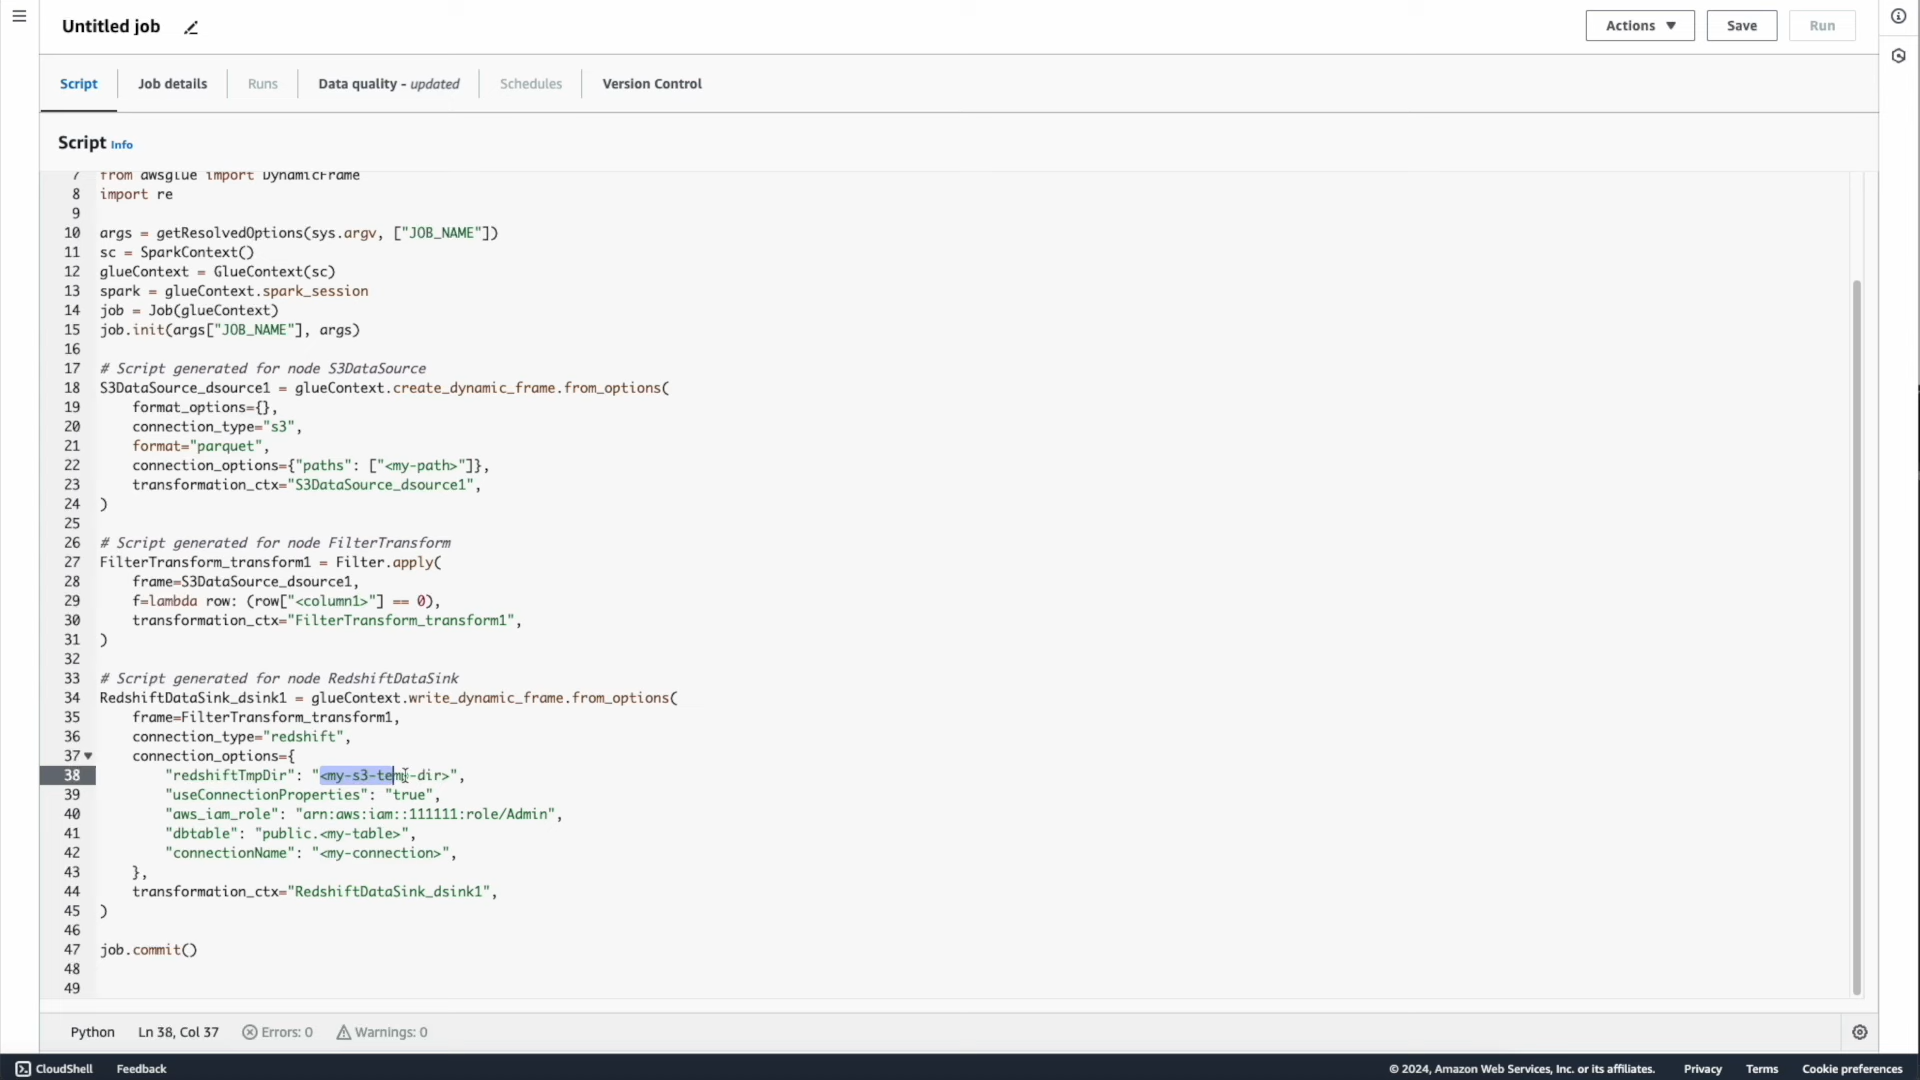 Untitled job
Actions ▼ Save Run
Script Job details Runs Data quality - updated Schedules Version Control
Script Info
7 from awsglue import DynamicFrame
8 import re
9
10 args = getResolvedOptions(sys.argv, ["JOB_NAME"])
11 sc = SparkContext()
12 glueContext = GlueContext(sc)
13 spark = glueContext.spark_session
14 job = Job(glueContext)
15 job.init(args["JOB_NAME"], args)
16
17 # Script generated for node S3DataSource
18 S3DataSource_dsource1 = glueContext.create_dynamic_frame.from_options(
19     format_options={},
20     connection_type="s3",
21     format="parquet",
22     connection_options={"paths": ["<my-path>"]},
23     transformation_ctx="S3DataSource_dsource1",
24 )
25
26 # Script generated for node FilterTransform
27 FilterTransform_transform1 = Filter.apply(
28     frame=S3DataSource_dsource1,
29     f=lambda row: (row["<column1>"] == 0),
30     transformation_ctx="FilterTransform_transform1",
31 )
32
33 # Script generated for node RedshiftDataSink
34 RedshiftDataSink_dsink1 = glueContext.write_dynamic_frame.from_options(
35     frame=FilterTransform_transform1,
36     connection_type="redshift",
37     connection_options={
38         "redshiftTmpDir": "<my-s3-temp-dir>",
39         "useConnectionProperties": "true",
40         "aws_iam_role": "arn:aws:iam::111111:role/Admin",
41         "dbtable": "public.<my-table>",
42         "connectionName": "<my-connection>",
43     },
44     transformation_ctx="RedshiftDataSink_dsink1",
45 )
46
47 job.commit()
48
49
Python Ln 38, Col 37 Errors: 0 Warnings: 0
CloudShell Feedback © 2024, Amazon Web Services, Inc. or its affiliates. Privacy Terms Cookie preferences